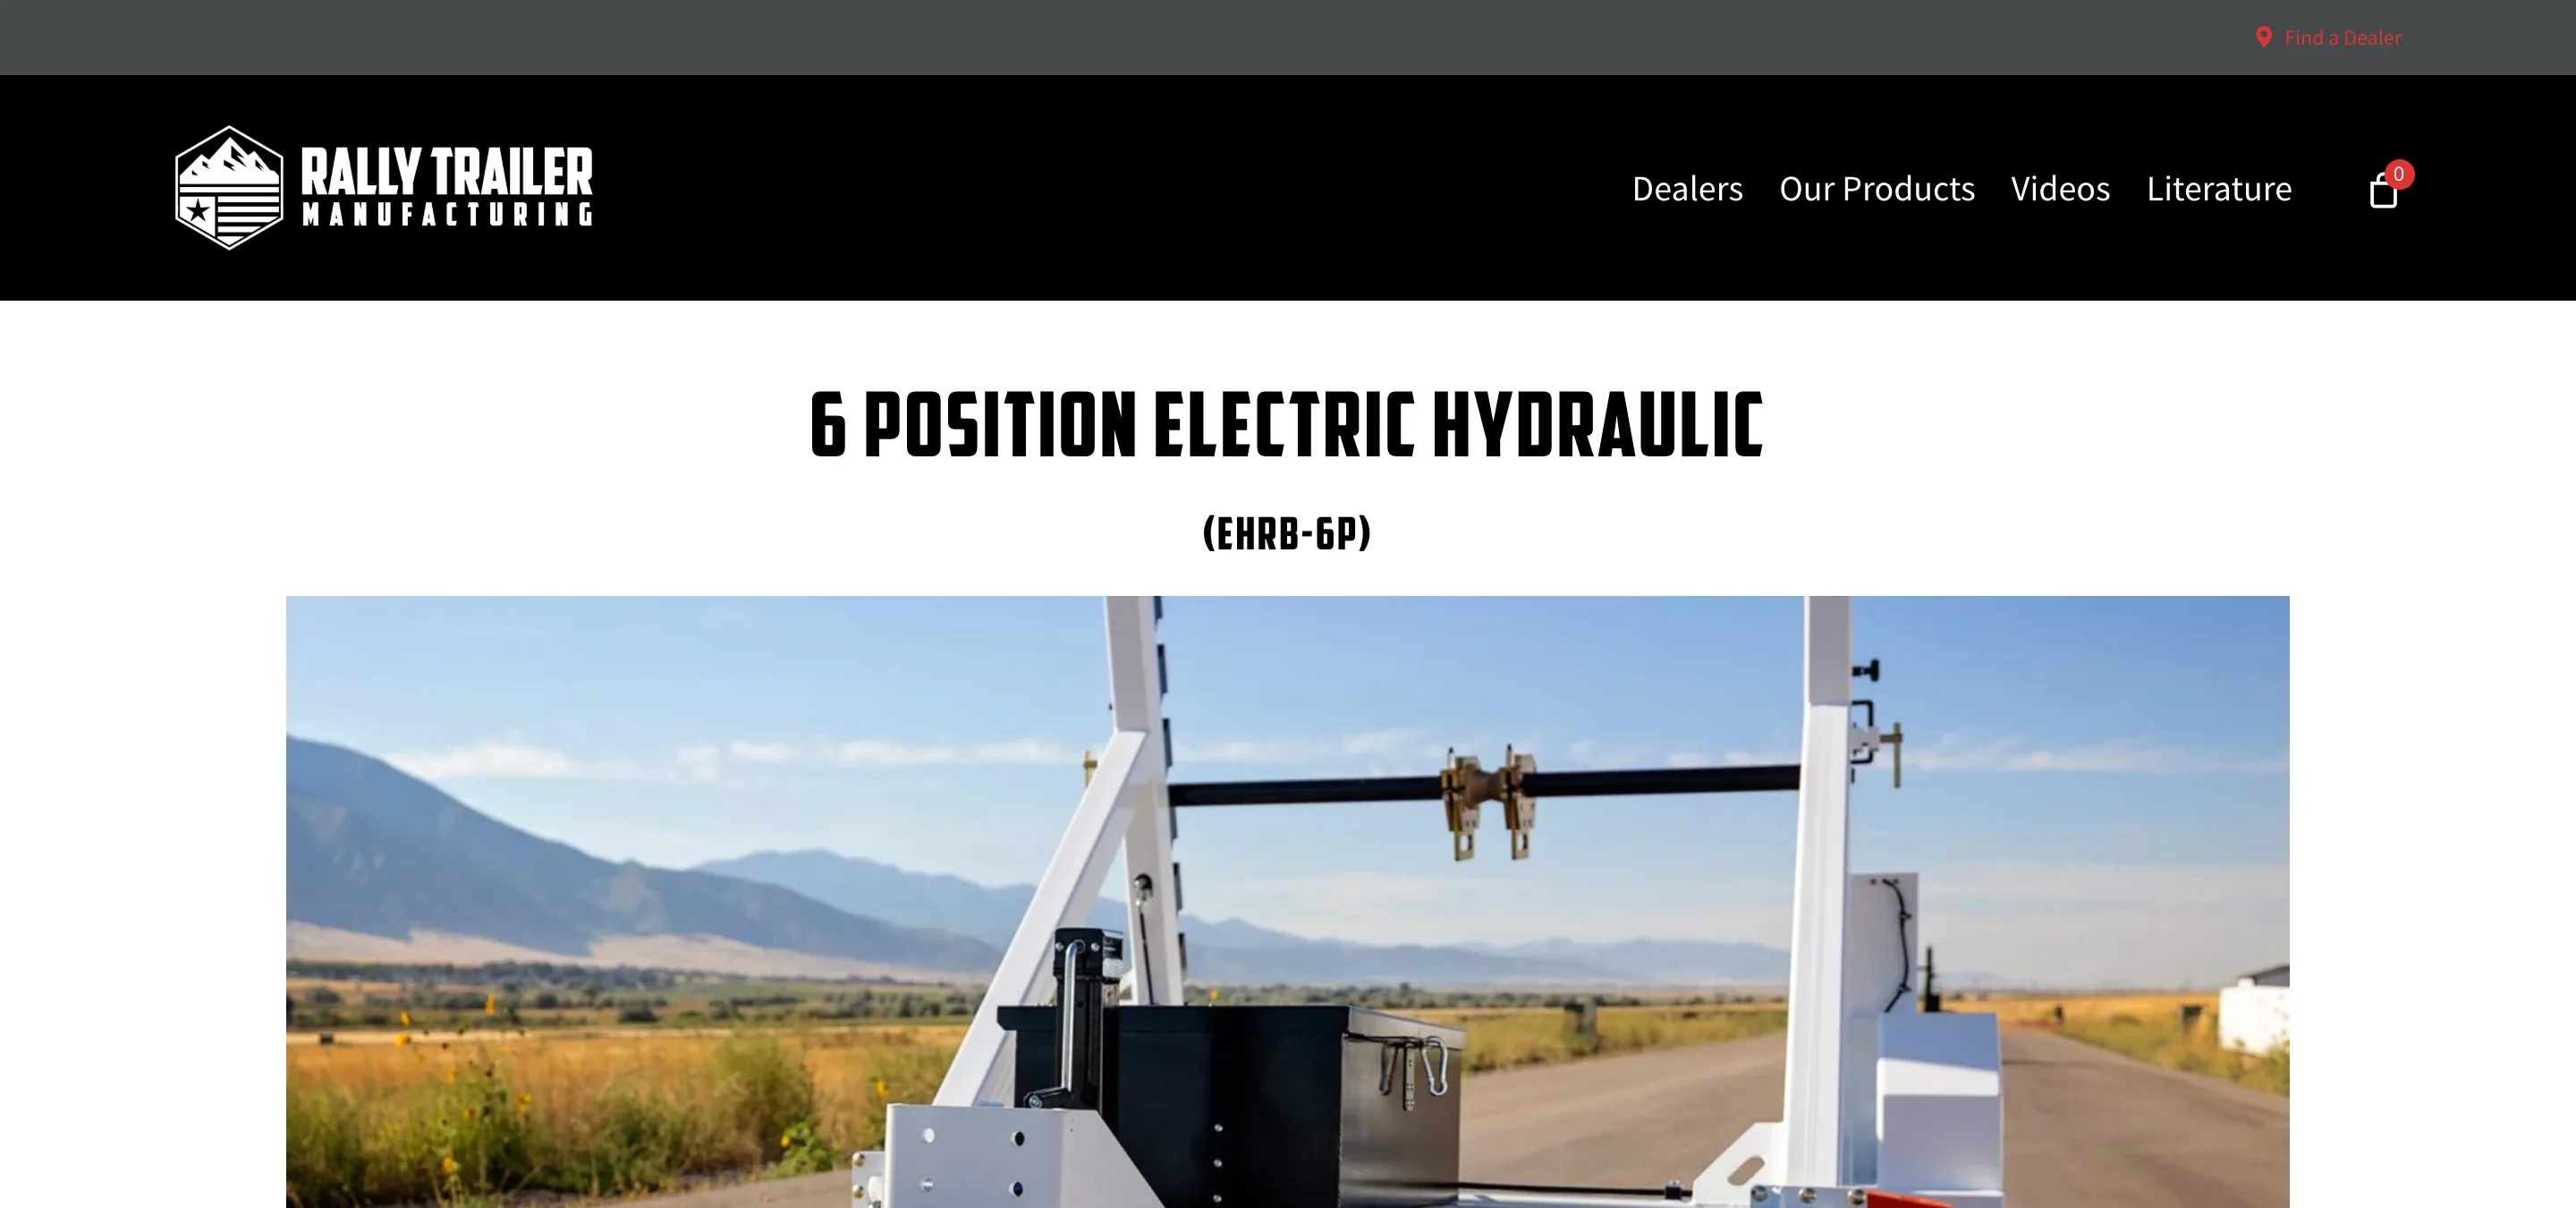 Find a Dealer
RALLY TRAILER
MANUFACTURING
Dealers Our Products Videos Literature 0
6 POSITION ELECTRIC HYDRAULIC
(EHRB-6P)